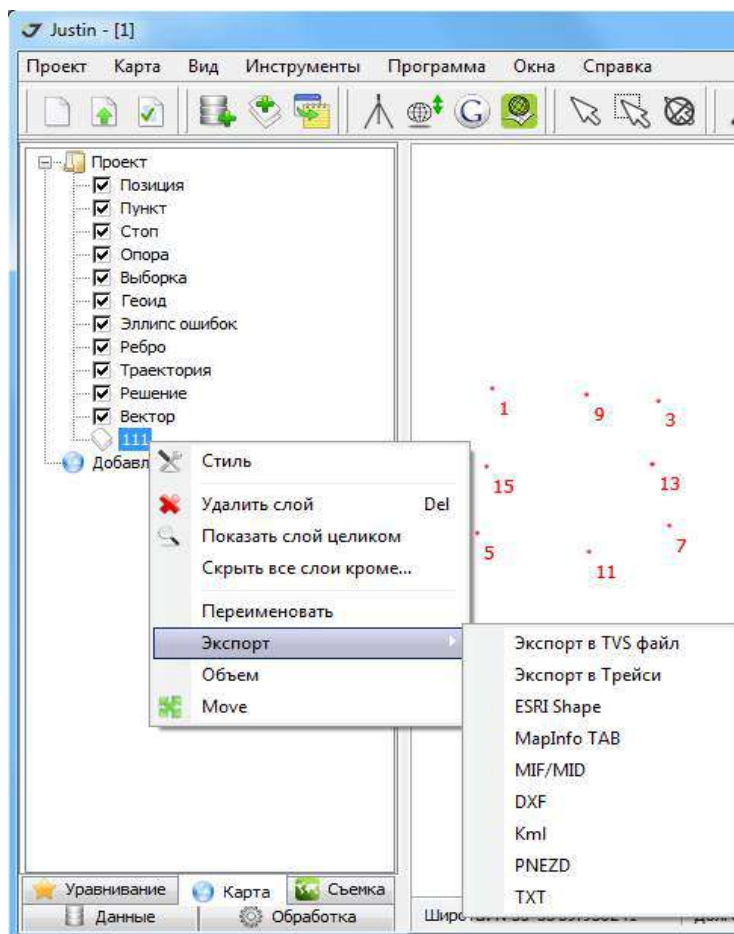 Justin - [1]
Проект Карта Вид Инструменты Программа Окна Справка
Проект
Позиция
Пункт
Стоп
Опора
Выборка
Геоид
Эллипс ошибок
Ребро
Траектория
Решение
Вектор
111
Добавл
Стиль
Удалить слой Del
Показать слой целиком
Скрыть все слои кроме...
Переименовать
Экспорт
Объем
Move
Экспорт в TVS файл
Экспорт в Трейси
ESRI Shape
MapInfo TAB
MIF/MID
DXF
Kml
PNEZD
TXT
1 9 3
15 13
5 11 7
Уравнивание Карта Съемка
Данные Обработка